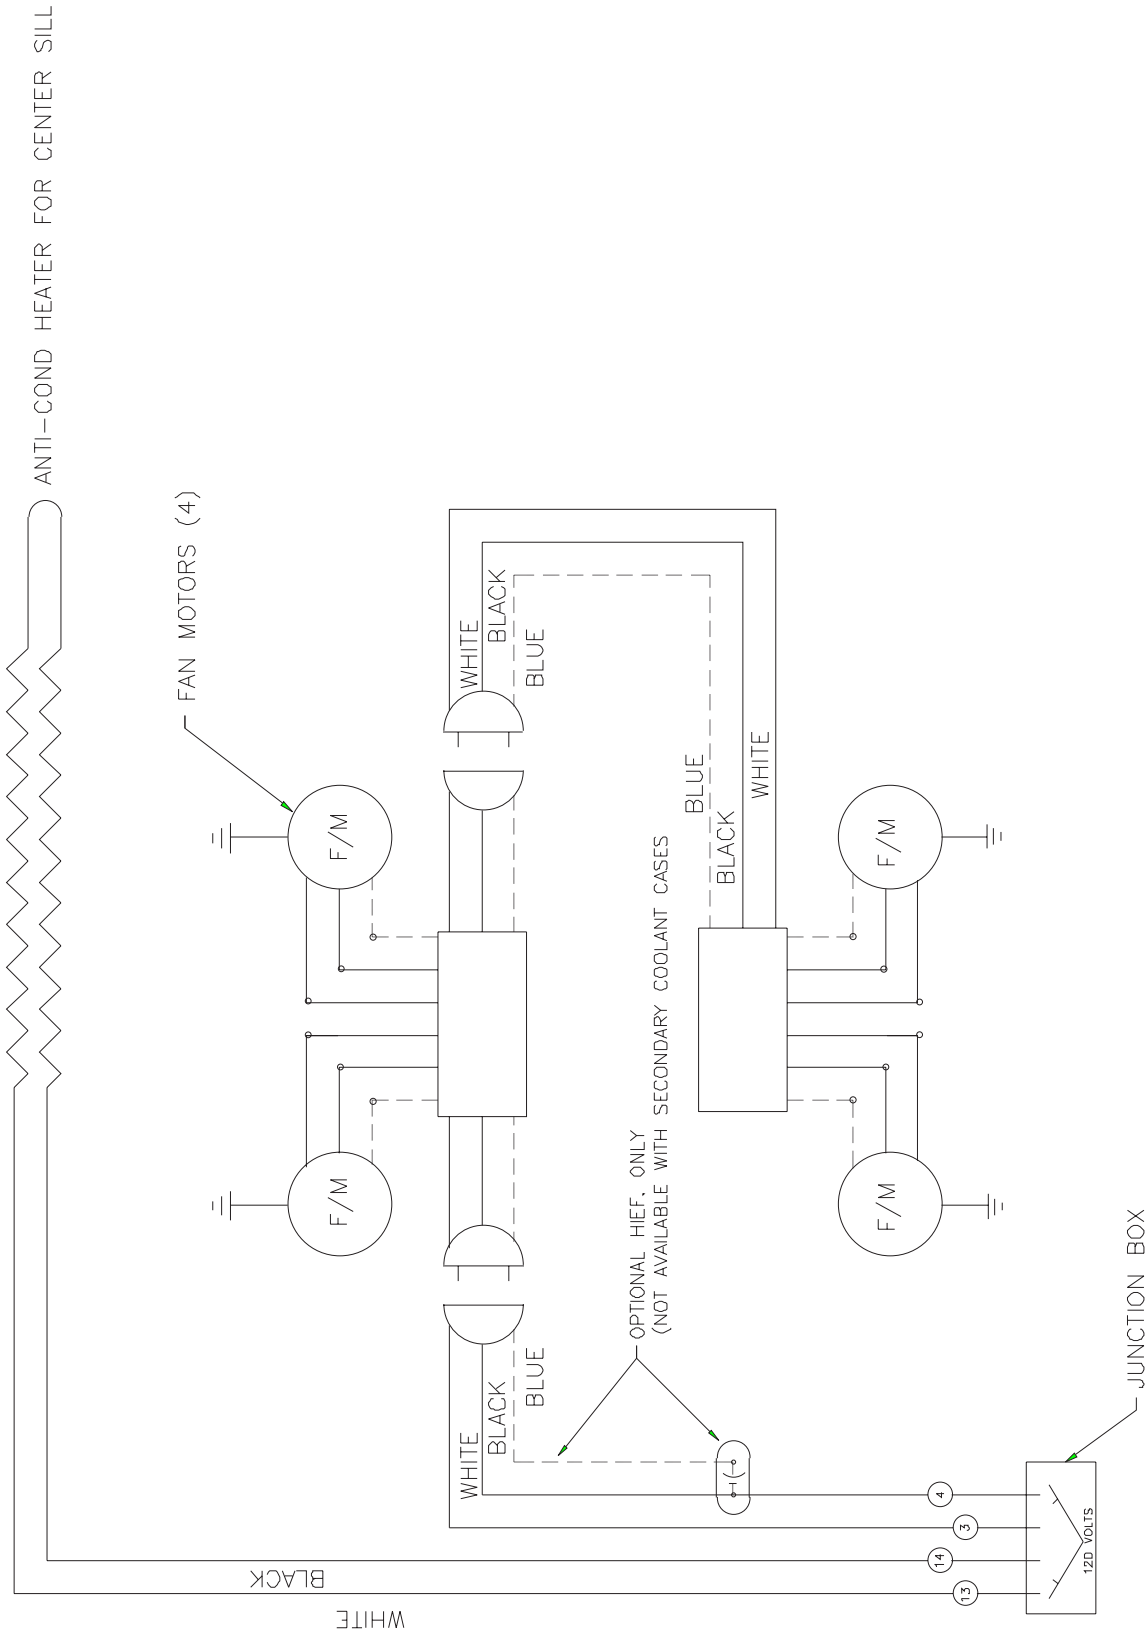 ANTI-COND HEATER FOR CENTER SILL
FAN MOTORS (4)
F/M
F/M
WHITE
BLACK
BLUE
WHITE
BLACK
BLUE
BLUE
BLACK
WHITE
OPTIONAL HIEF. ONLY
(NOT AVAILABLE WITH SECONDARY COOLANT CASES
F/M
F/M
BLACK
WHITE
13
14
3
4
12D VOLTS
JUNCTION BOX